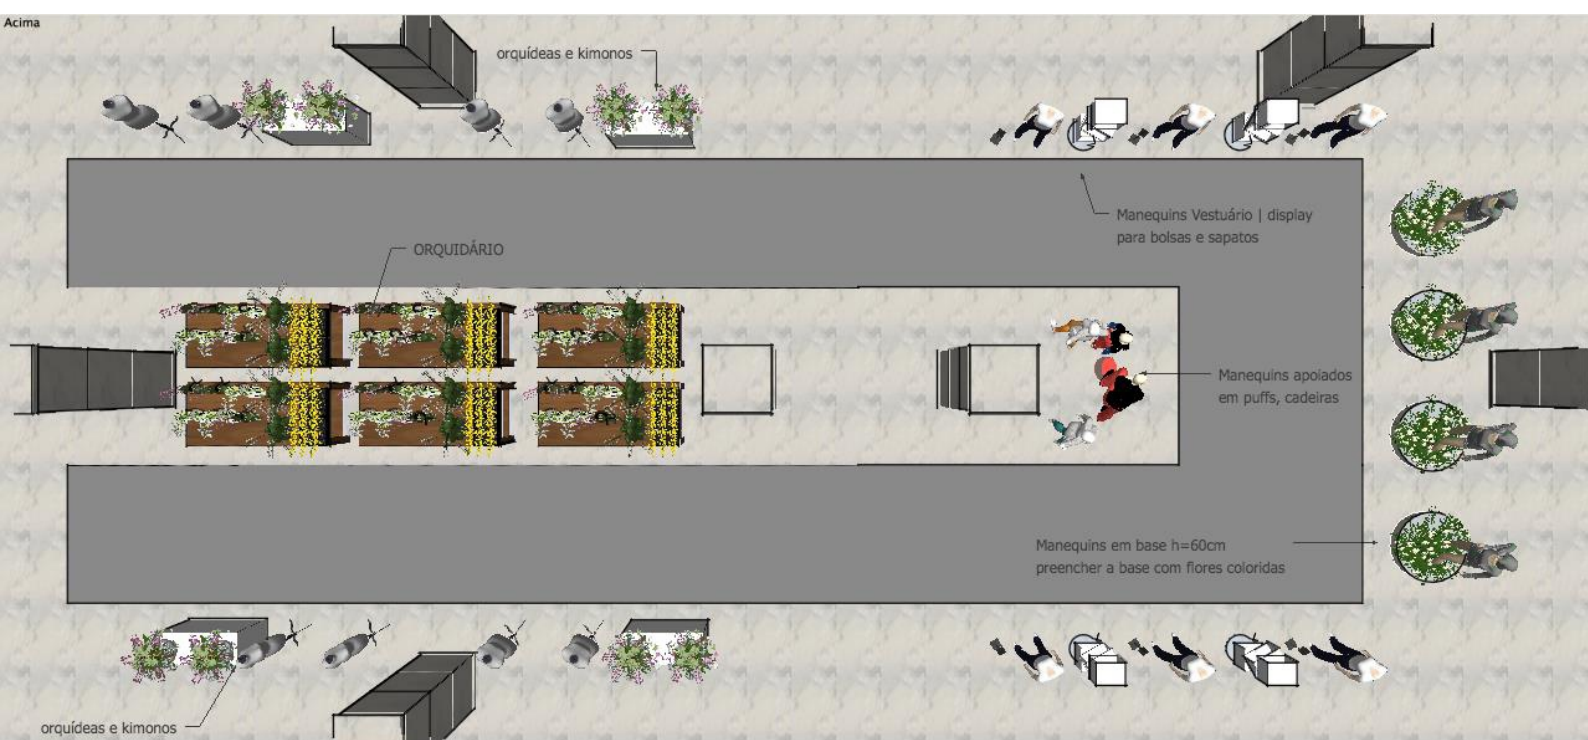 Acima
orquídeas e kimonos
Manequins Vestuário | display
para bolsas e sapatos
ORQUIDÁRIO
Manequins apoiados
em puffs, cadeiras
Manequins em base h=60cm
preencher a base com flores coloridas
orquídeas e kimonos